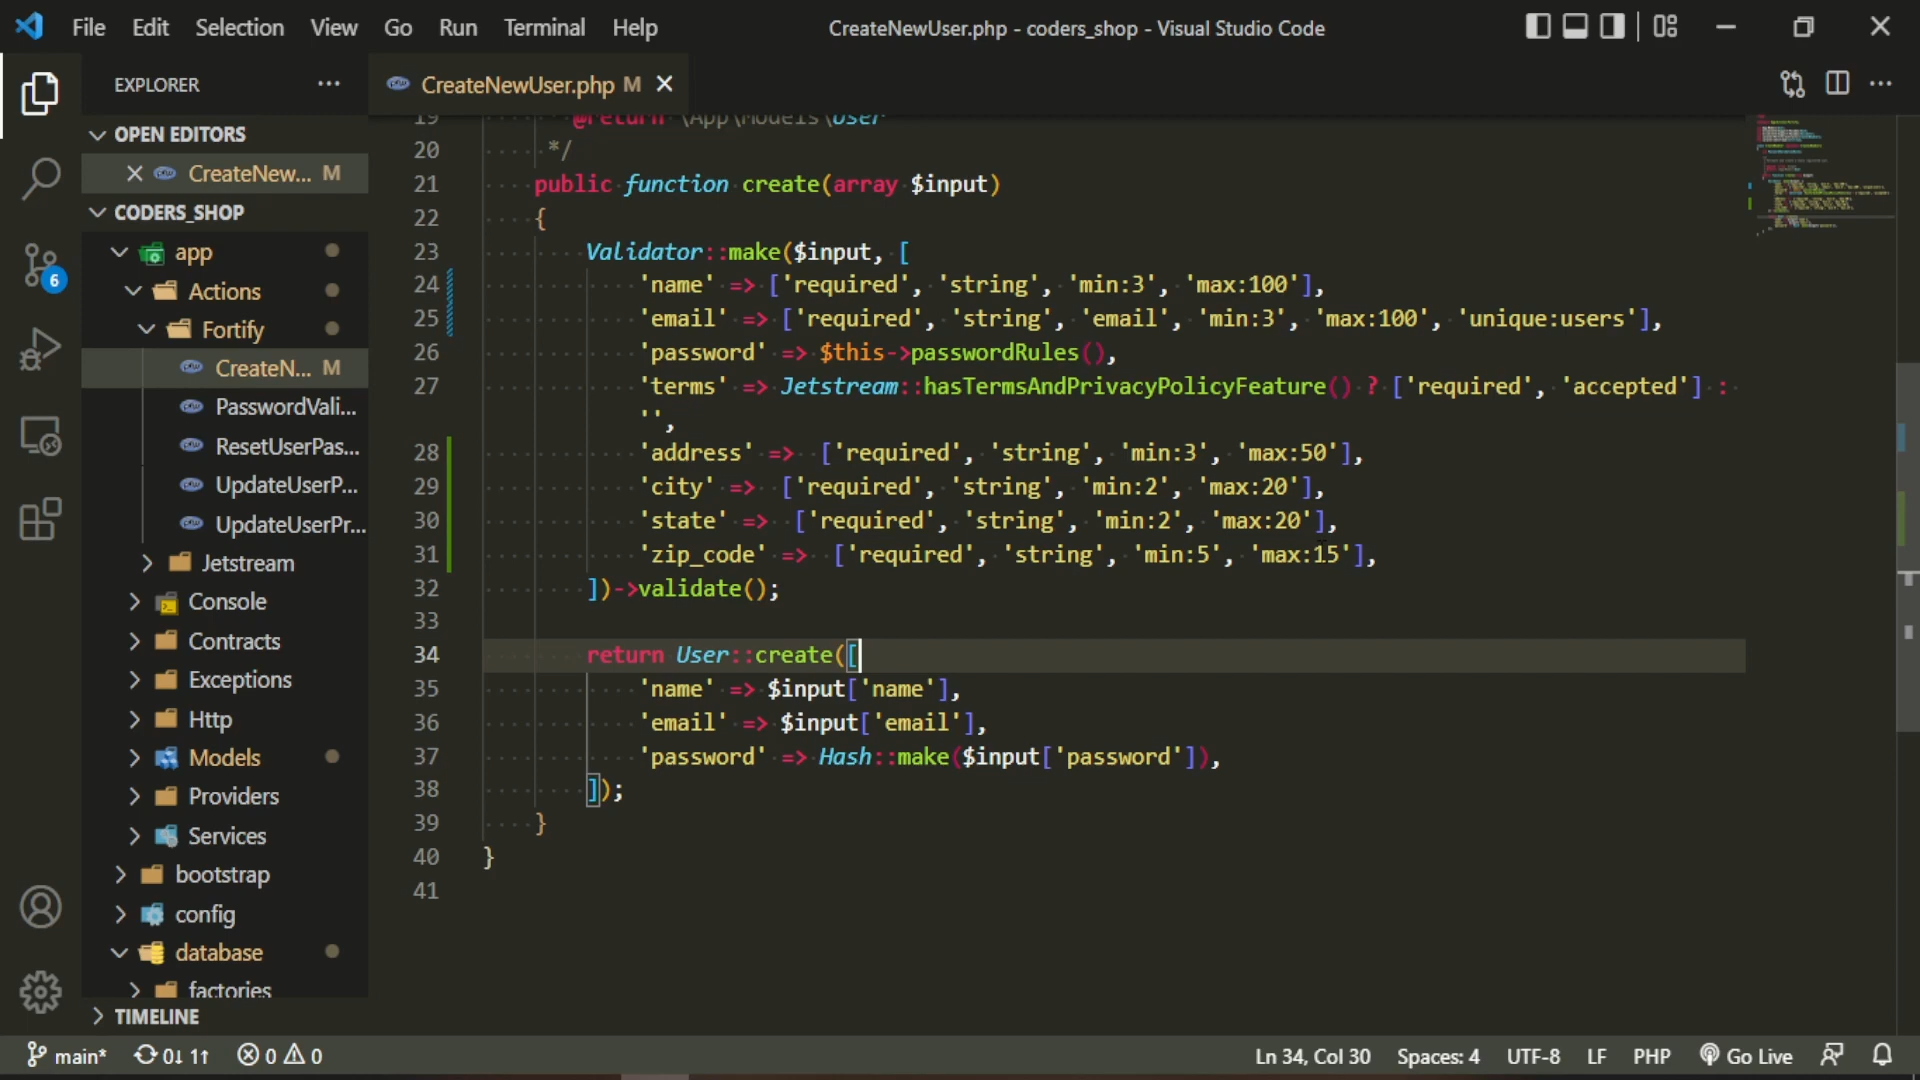 File Edit Selection View Go Run Terminal Help
CreateNewUser.php - coders_shop - Visual Studio Code
EXPLORER
CreateNewUser.php M
OPEN EDITORS
CreateNew... M
CODERS_SHOP
app
Actions
Fortify
CreateN... M
PasswordVali...
ResetUserPas...
UpdateUserP...
UpdateUserPr...
Jetstream
Console
Contracts
Exceptions
Http
Models
Providers
Services
bootstrap
config
database
factories
TIMELINE
6
19 @return \App\Models\User
20 */
21 public function create(array $input)
22 {
23 Validator::make($input, [
24 'name' => ['required', 'string', 'min:3', 'max:100'],
25 'email' => ['required', 'string', 'email', 'min:3', 'max:100', 'unique:users'],
26 'password' => $this->passwordRules(),
27 'terms' => Jetstream::hasTermsAndPrivacyPolicyFeature() ? ['required', 'accepted'] :
'',
28 'address' => ['required', 'string', 'min:3', 'max:50'],
29 'city' => ['required', 'string', 'min:2', 'max:20'],
30 'state' => ['required', 'string', 'min:2', 'max:20'],
31 'zip_code' => ['required', 'string', 'min:5', 'max:15'],
32 ])->validate();
33
34 return User::create([
35 'name' => $input['name'],
36 'email' => $input['email'],
37 'password' => Hash::make($input['password']),
38 ]);
39 }
40 }
41
main* 0↓ 1↑ 0 0
Ln 34, Col 30 Spaces: 4 UTF-8 LF PHP Go Live